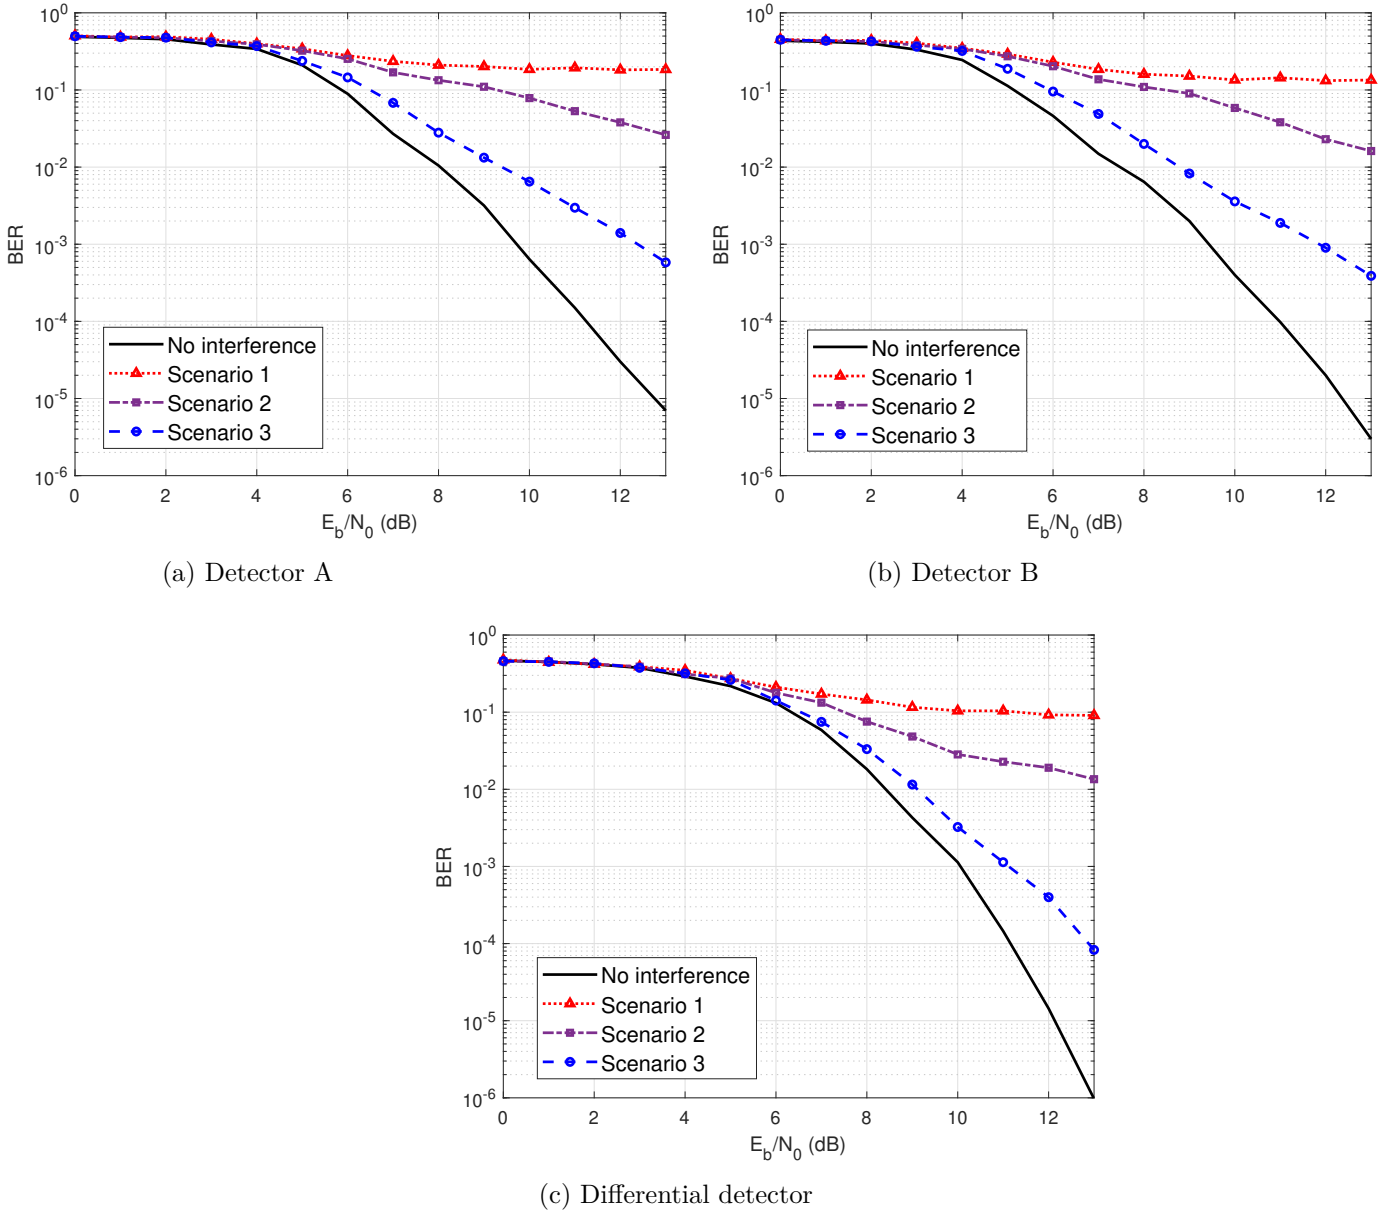 10^0
10^-1
10^-2
10^-3
10^-4
10^-5
10^-6
BER
0 2 4 6 8 10 12
E_b/N_0 (dB)
No interference
Scenario 1
Scenario 2
Scenario 3
(a) Detector A
10^0
10^-1
10^-2
10^-3
10^-4
10^-5
10^-6
BER
0 2 4 6 8 10 12
E_b/N_0 (dB)
No interference
Scenario 1
Scenario 2
Scenario 3
(b) Detector B
10^0
10^-1
10^-2
10^-3
10^-4
10^-5
10^-6
BER
0 2 4 6 8 10 12
E_b/N_0 (dB)
No interference
Scenario 1
Scenario 2
Scenario 3
(c) Differential detector